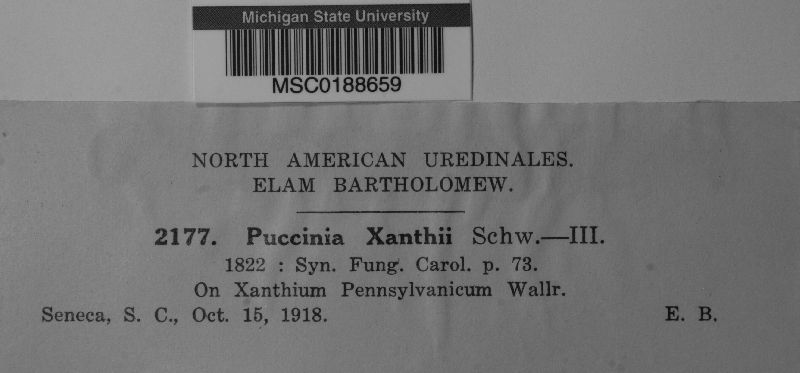 Michigan State University
MSC0188659
NORTH AMERICAN UREDINALES.
ELAM BARTHOLOMEW.
2177. Puccinia Xanthii Schw.—III.
1822 : Syn. Fung. Carol. p. 73.
On Xanthium Pennsylvanicum Wallr.
Seneca, S. C., Oct. 15, 1918. E. B.